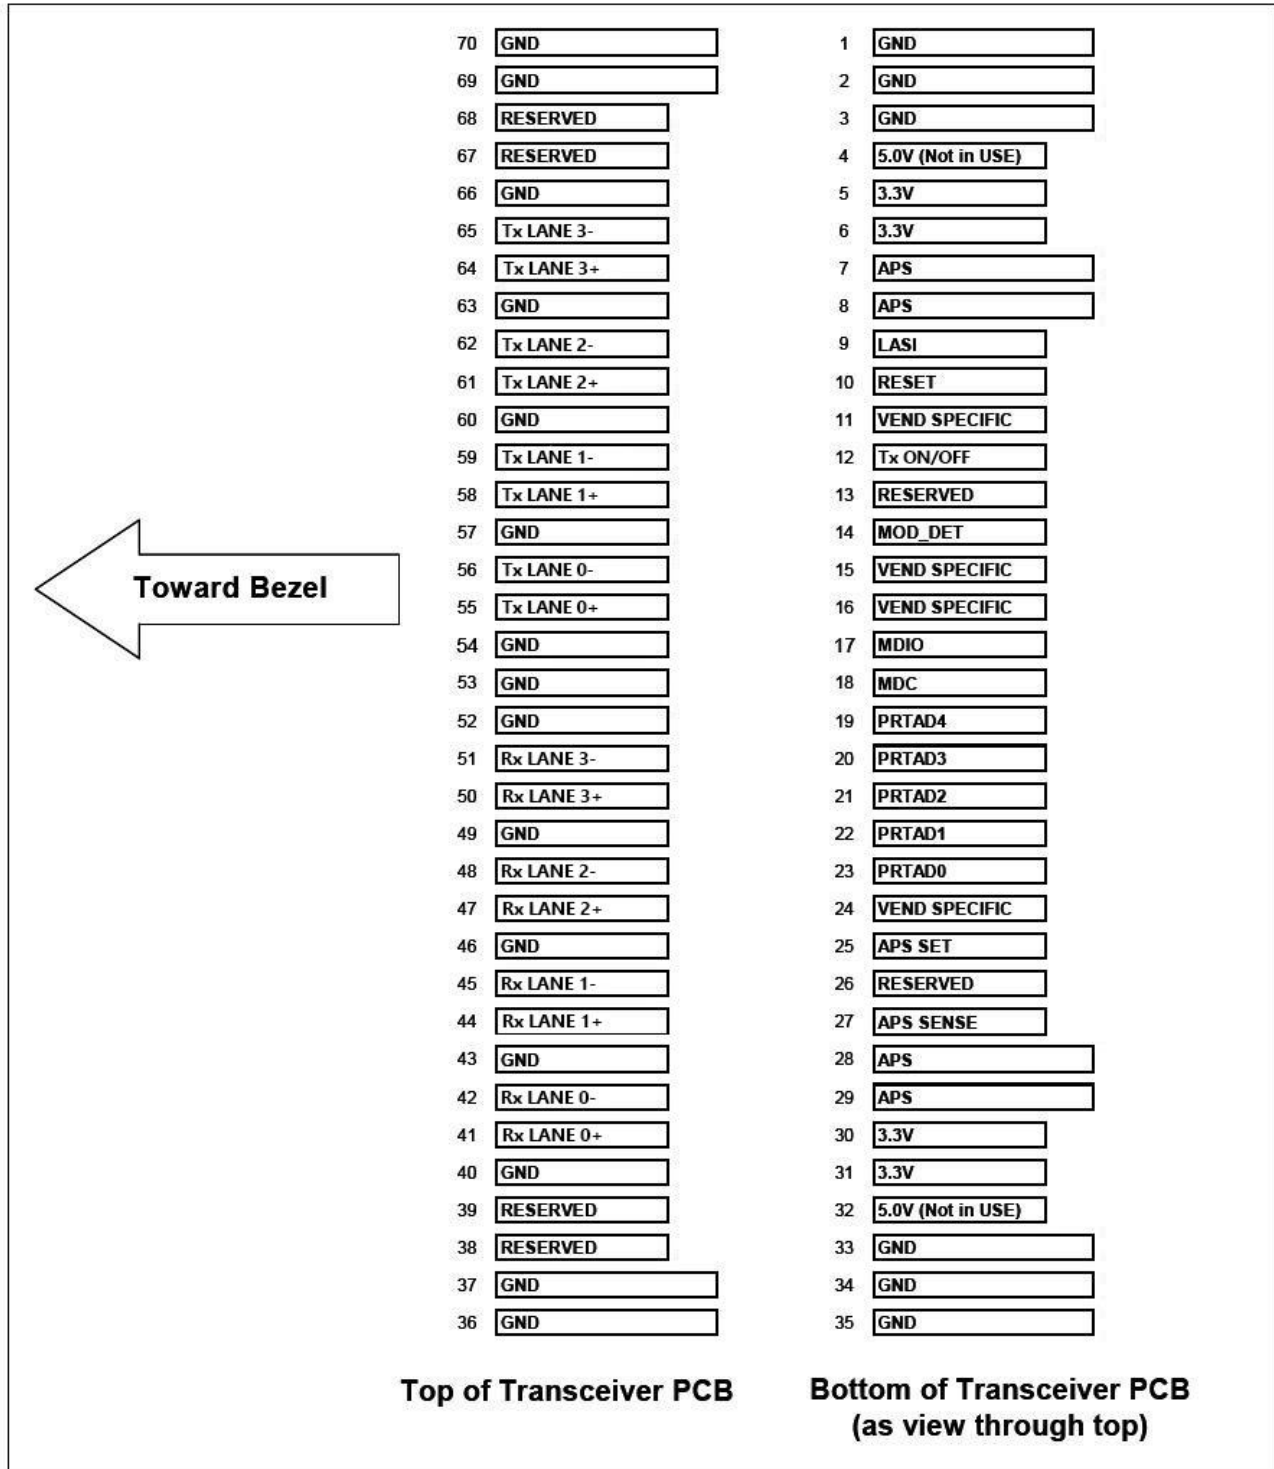 70 GND 1 GND
69 GND 2 GND
68 RESERVED 3 GND
67 RESERVED 4 5.0V (Not in USE)
66 GND 5 3.3V
65 Tx LANE 3- 6 3.3V
64 Tx LANE 3+ 7 APS
63 GND 8 APS
62 Tx LANE 2- 9 LASI
61 Tx LANE 2+ 10 RESET
60 GND 11 VEND SPECIFIC
59 Tx LANE 1- 12 Tx ON/OFF
58 Tx LANE 1+ 13 RESERVED
57 GND 14 MOD_DET
56 Tx LANE 0- 15 VEND SPECIFIC
Toward Bezel
55 Tx LANE 0+ 16 VEND SPECIFIC
54 GND 17 MDIO
53 GND 18 MDC
52 GND 19 PRTAD4
51 Rx LANE 3- 20 PRTAD3
50 Rx LANE 3+ 21 PRTAD2
49 GND 22 PRTAD1
48 Rx LANE 2- 23 PRTAD0
47 Rx LANE 2+ 24 VEND SPECIFIC
46 GND 25 APS SET
45 Rx LANE 1- 26 RESERVED
44 Rx LANE 1+ 27 APS SENSE
43 GND 28 APS
42 Rx LANE 0- 29 APS
41 Rx LANE 0+ 30 3.3V
40 GND 31 3.3V
39 RESERVED 32 5.0V (Not in USE)
38 RESERVED 33 GND
37 GND 34 GND
36 GND 35 GND
Top of Transceiver PCB Bottom of Transceiver PCB
(as view through top)